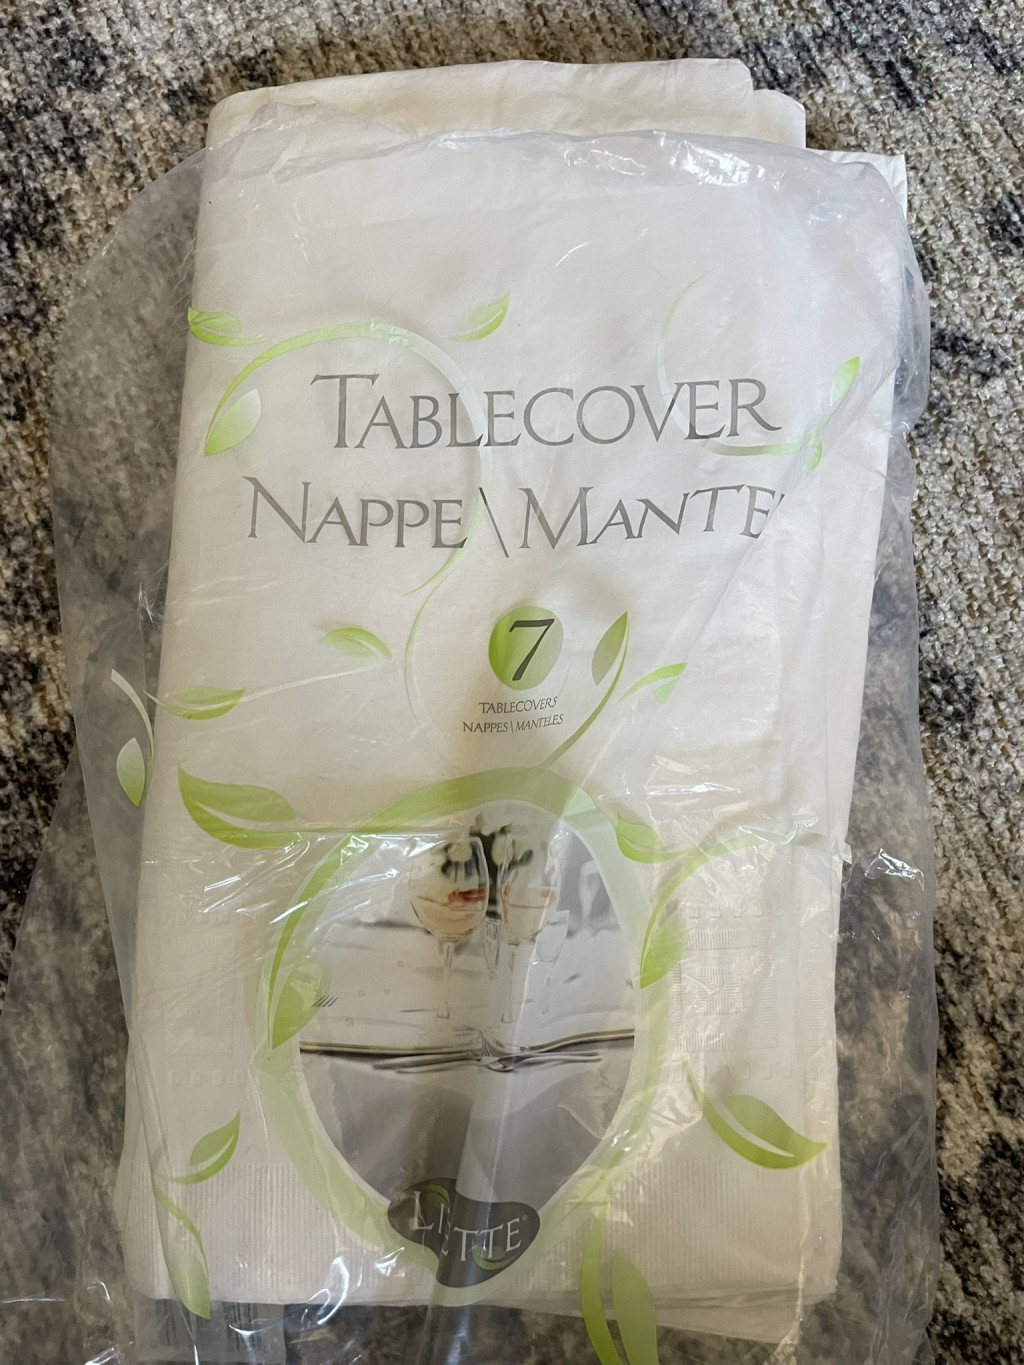 TABLECOVER
NAPPE\MANTE
7
TABLECOVERS
NAPPES\MANTELES